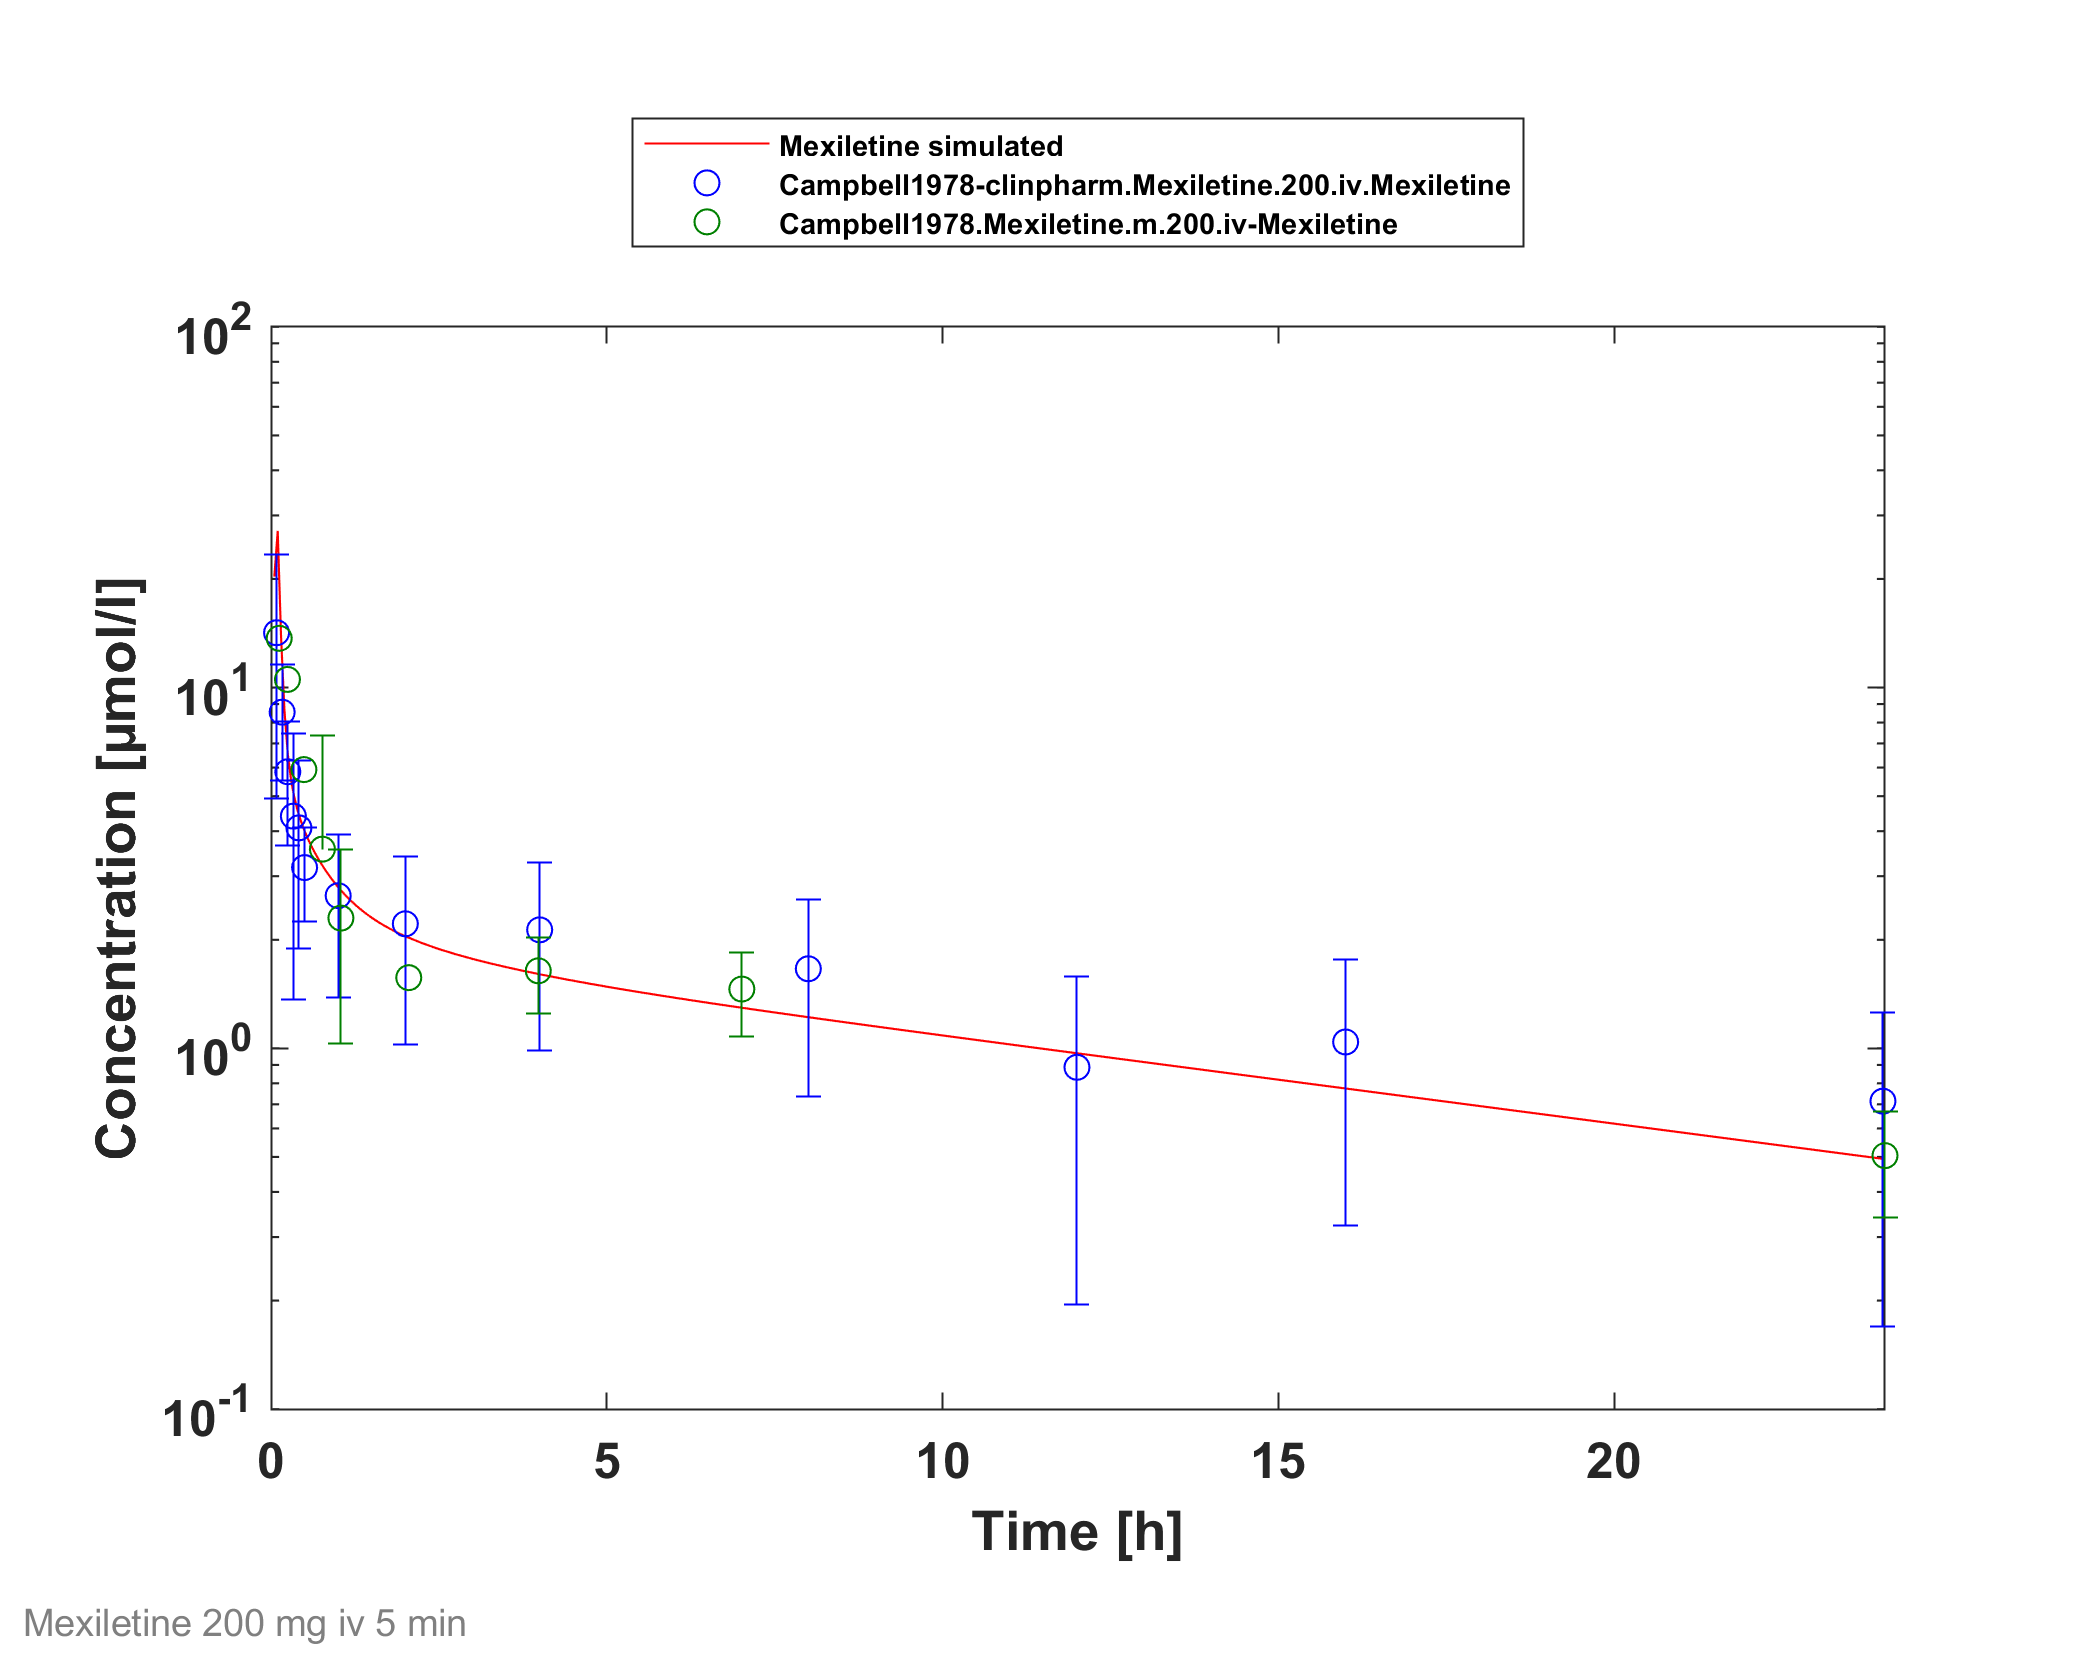 Mexiletine simulated
Campbell1978-clinpharm.Mexiletine.200.iv.Mexiletine
Campbell1978.Mexiletine.m.200.iv-Mexiletine
10^2
10^1
10^0
10^-1
Concentration [µmol/l]
0 5 10 15 20
Time [h]
Mexiletine 200 mg iv 5 min